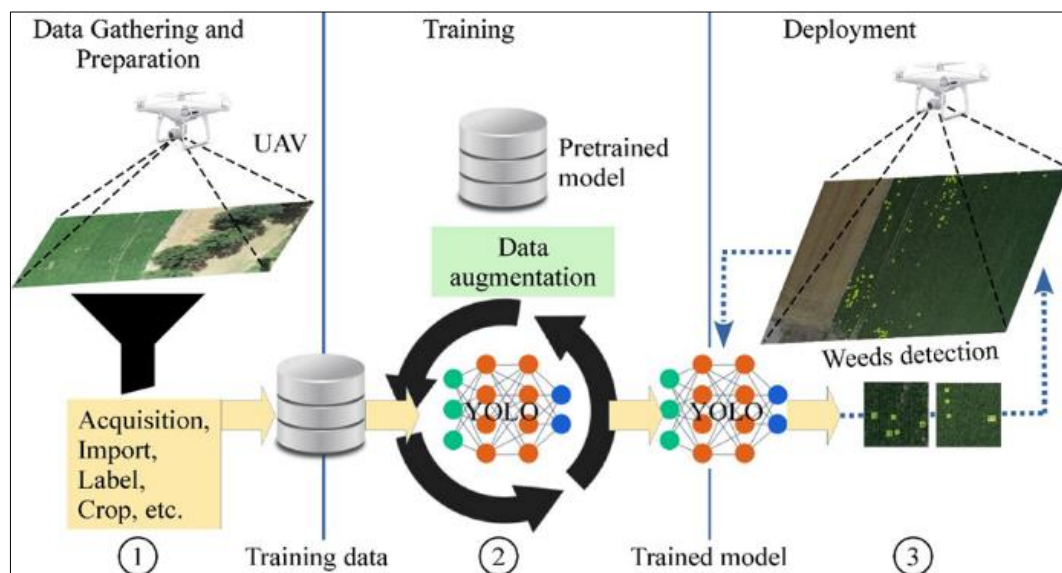 Data Gathering and
Preparation
UAV
Acquisition,
Import,
Label,
Crop, etc.
1
Training data
Training
Pretrained
model
Data
augmentation
YOLO
2
Trained model
Deployment
YOLO
Weeds detection
3